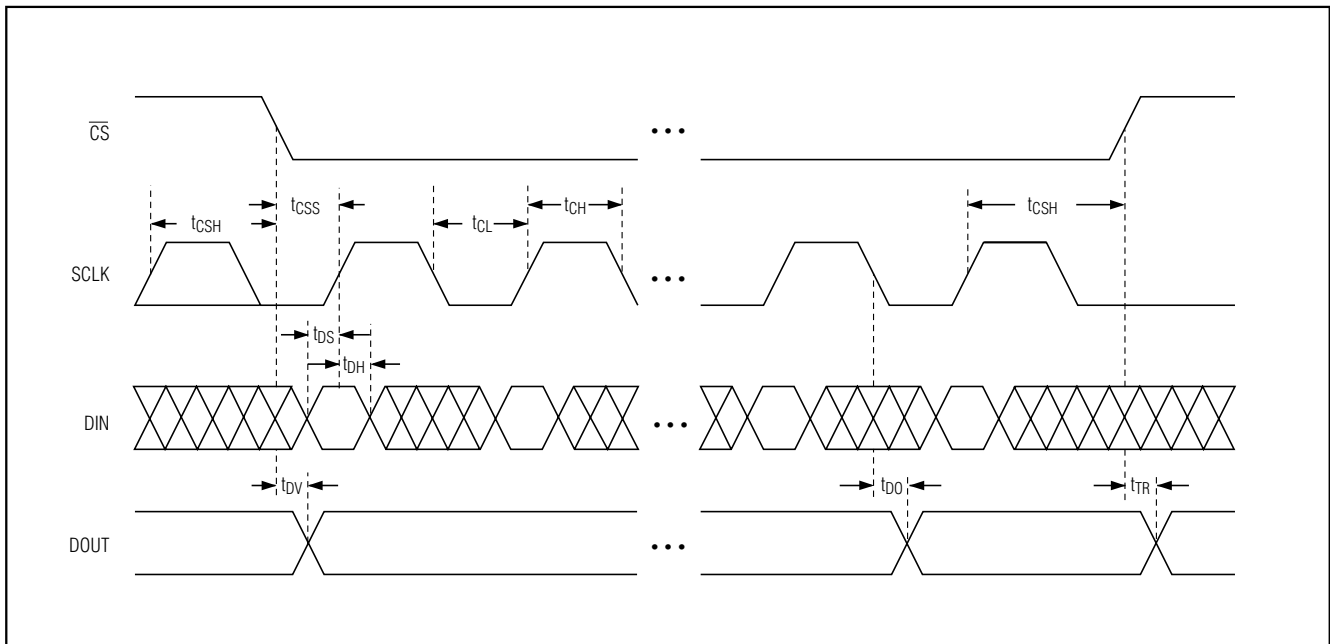 CS
tCSS
tCSH
tCL
tCH
tCSH
SCLK
•••
tDS
tDH
DIN
•••
tDV
tDO
tTR
DOUT
•••